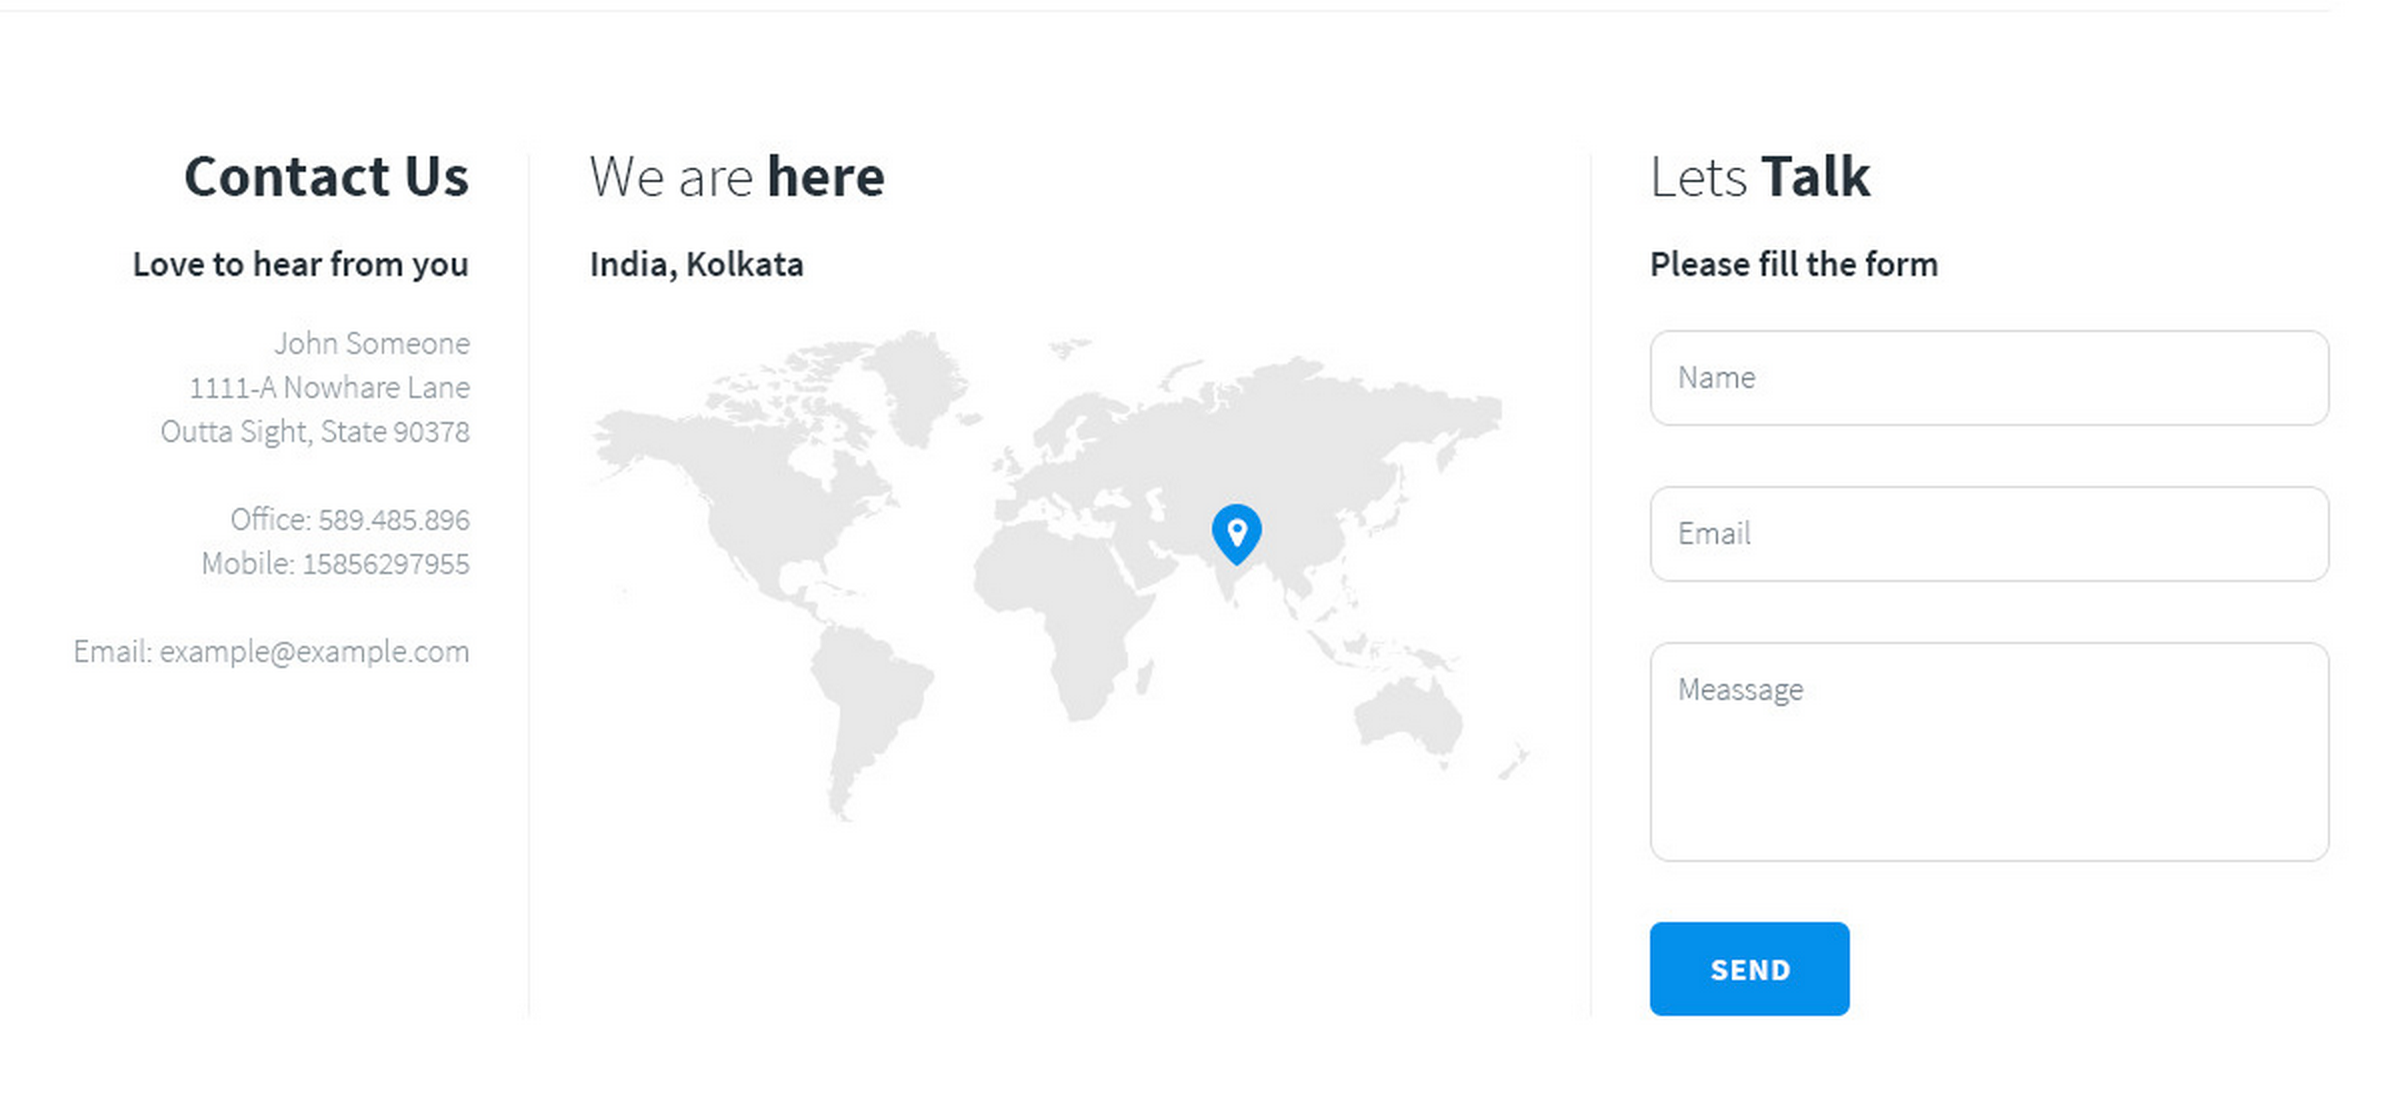 Contact Us
Love to hear from you
John Someone
1111-A Nowhare Lane
Outta Sight, State 90378
Office: 589.485.896
Mobile: 15856297955
Email: example@example.com
We are here
India, Kolkata
Lets Talk
Please fill the form
Name
Email
Meassage
SEND